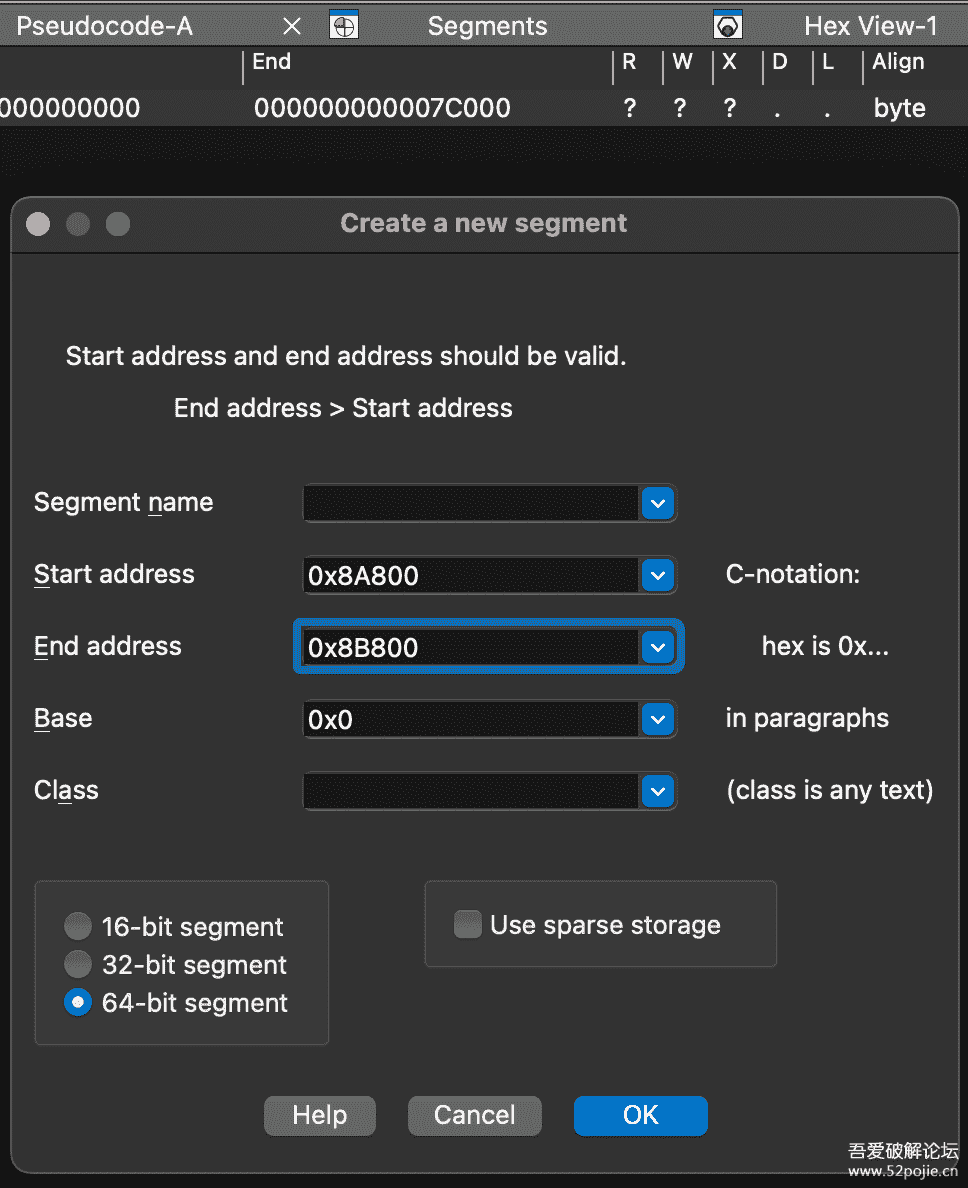 Pseudocode-A Segments Hex View-1
End R W X D L Align
000000000 000000000007C000 ? ? ? . . byte
Create a new segment
Start address and end address should be valid.
End address > Start address
Segment name
Start address 0x8A800 C-notation:
End address 0x8B800 hex is 0x...
Base 0x0 in paragraphs
Class (class is any text)
16-bit segment Use sparse storage
32-bit segment
64-bit segment
Help Cancel OK
吾爱破解论坛
www.52pojie.cn